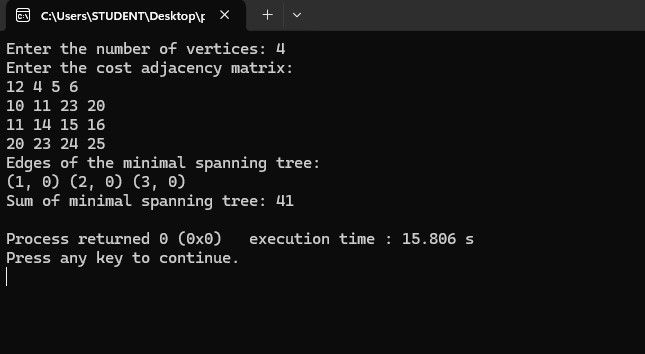 C:\Users\STUDENT\Desktop\p
Enter the number of vertices: 4
Enter the cost adjacency matrix:
12 4 5 6
10 11 23 20
11 14 15 16
20 23 24 25
Edges of the minimal spanning tree:
(1, 0) (2, 0) (3, 0)
Sum of minimal spanning tree: 41
Process returned 0 (0x0)   execution time : 15.806 s
Press any key to continue.